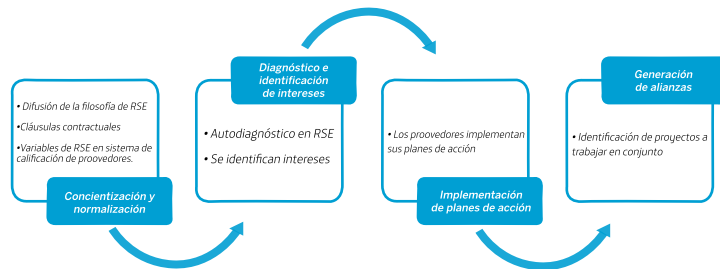 • Difusión de la filosofía de RSE
• Cláusulas contractuales
•Variables de RSE en sistema de
calificación de proovedores.
Concientización y
normalización
Diagnóstico e
identificación
de intereses
• Autodiagnóstico en RSE
• Se identifican intereses
• Los proovedores implementan
sus planes de acción
Implementación
de planes de acción
Generación
de alianzas
• Identificación de proyectos a
trabajar en conjunto